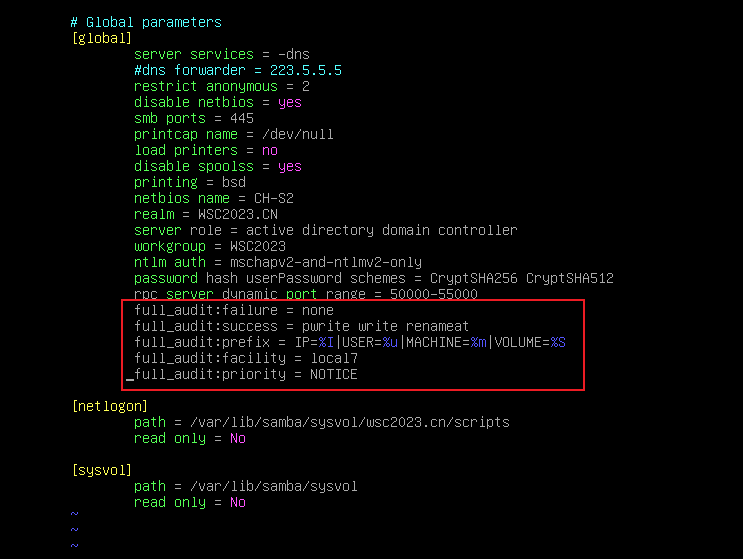 # Global parameters
[global]
server services = -dns
#dns forwarder = 223.5.5.5
restrict anonymous = 2
disable netbios = yes
smb ports = 445
printcap name = /dev/null
load printers = no
disable spoolss = yes
printing = bsd
netbios name = CH-S2
realm = WSC2023.CN
server role = active directory domain controller
workgroup = WSC2023
ntlm auth = mschapv2-and-ntlmv2-only
password hash userPassword schemes = CryptSHA256 CryptSHA512
rpc server dynamic port range = 50000-55000
full_audit:failure = none
full_audit:success = pwrite write renameat
full_audit:prefix = IP=%I|USER=%u|MACHINE=%m|VOLUME=%S
full_audit:facility = local7
full_audit:priority = NOTICE
[netlogon]
path = /var/lib/samba/sysvol/wsc2023.cn/scripts
read only = No
[sysvol]
path = /var/lib/samba/sysvol
read only = No
~
~
~